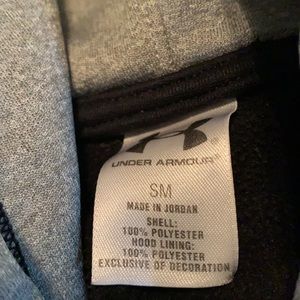 UNDER ARMOUR
SM
MADE IN JORDAN
SHELL:
100% POLYESTER
HOOD LINING:
100% POLYESTER
EXCLUSIVE OF DECORATION